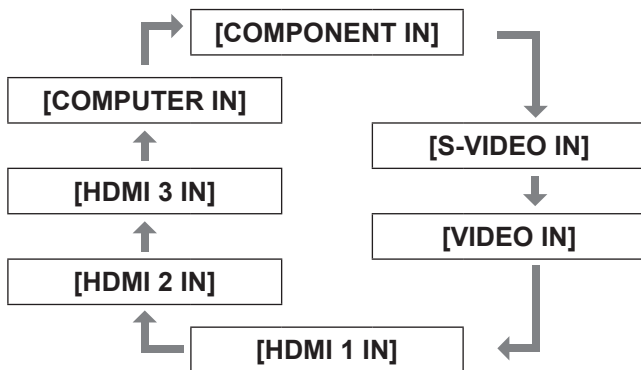 [COMPONENT IN]
[COMPUTER IN]
[S-VIDEO IN]
[HDMI 3 IN]
[VIDEO IN]
[HDMI 2 IN]
[HDMI 1 IN]